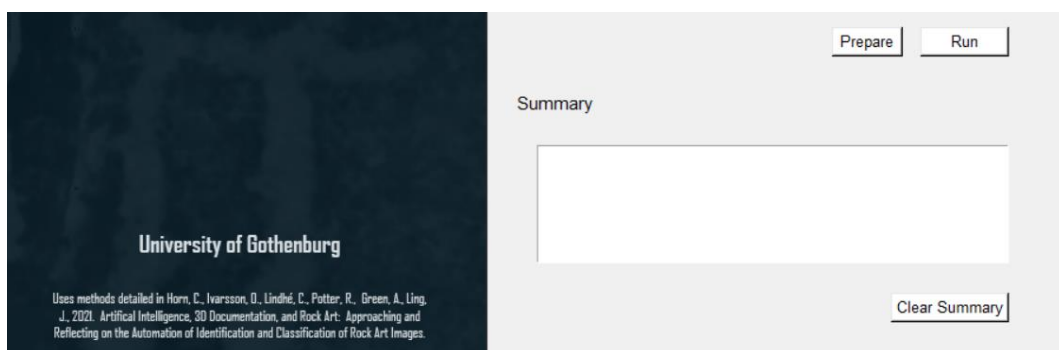 Prepare
Run
Summary
University of Gothenburg
Uses methods detailed in Horn, C., Ivarsson, O., Lindhé, C., Potter, R., Green, A., Ling,
J., 2021. Artifical Intelligence, 3D Documentation, and Rock Art: Approaching and
Reflecting on the Automation of Identification and Classification of Rock Art Images.
Clear Summary